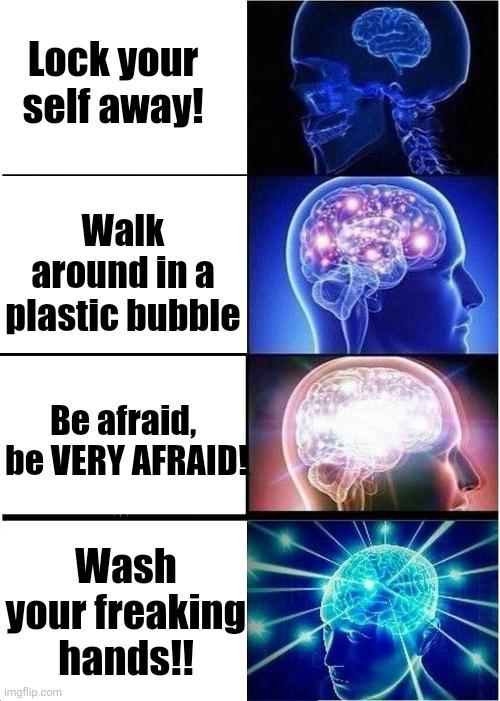 Lock your
self away!
Walk
around in a
plastic bubble
Be afraid,
be VERY AFRAID!
Wash
your freaking
hands!!
imgflip.com